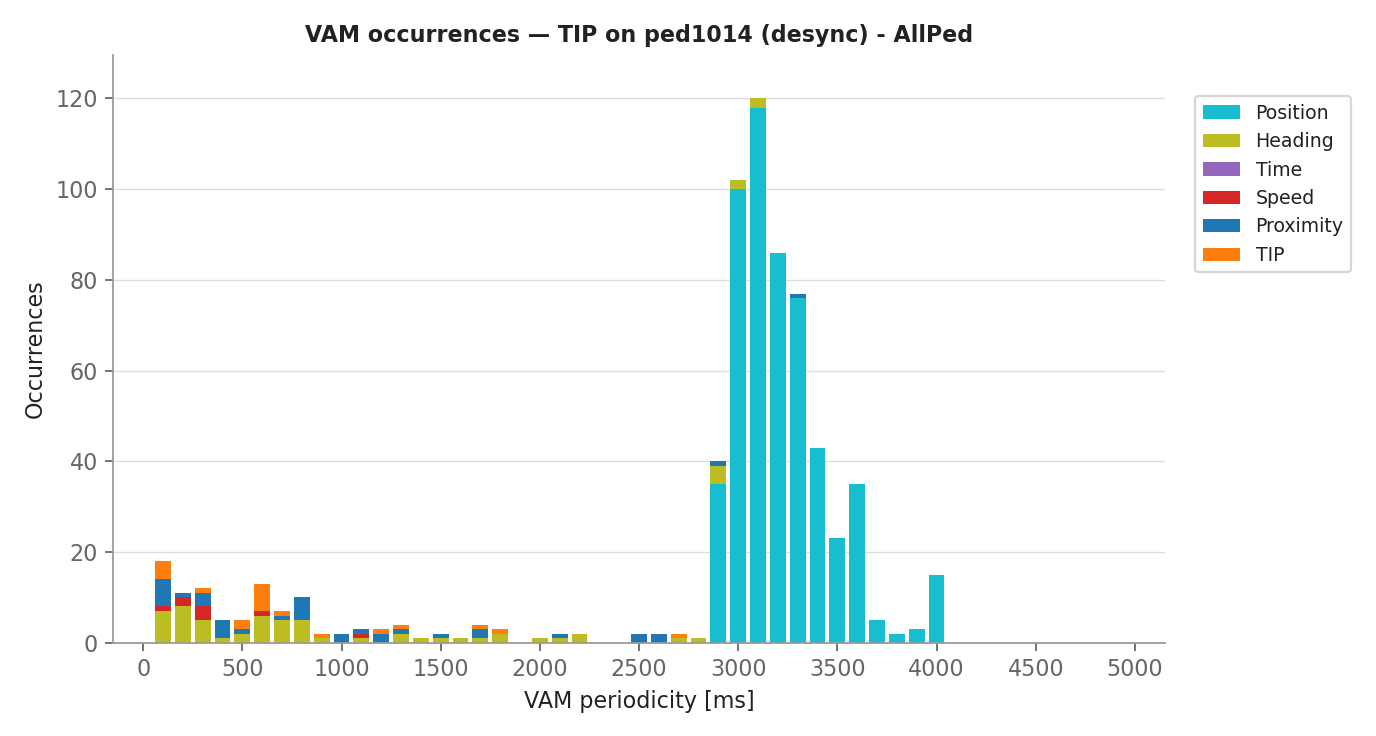 VAM occurrences — TIP on ped1014 (desync) - AllPed
Occurrences
120
100
80
60
40
20
0
0 500 1000 1500 2000 2500 3000 3500 4000 4500 5000
VAM periodicity [ms]
Position
Heading
Time
Speed
Proximity
TIP